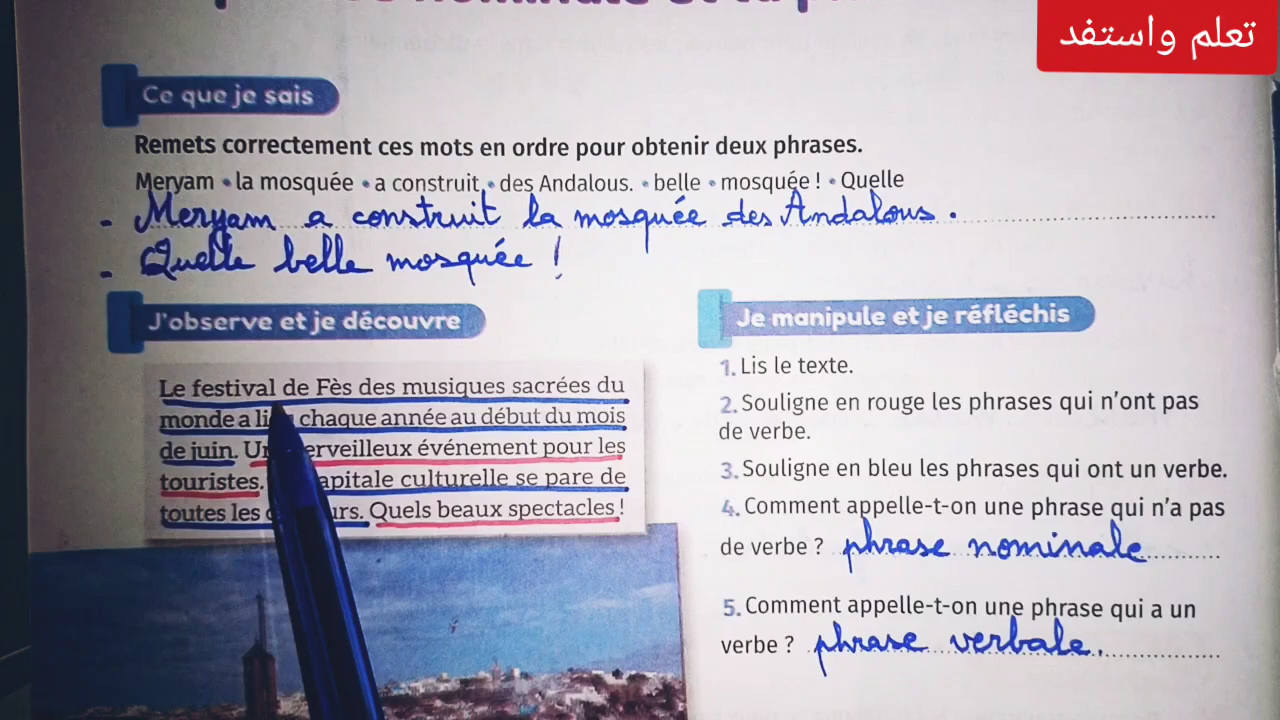 تعلم واستفد
nominale et la
Ce que je sais
Remets correctement ces mots en ordre pour obtenir deux phrases.
Meryam • la mosquée • a construit • des Andalous. • belle • mosquée ! • Quelle
- Meryam a construit la mosquée des Andalous.
- Quelle belle mosquée !
J'observe et je découvre
Le festival de Fès des musiques sacrées du
monde a chaque année au début du mois
de juin. pour les
touristes. culturelle se pare de
toutes les Quels beaux spectacles !
Je manipule et je réfléchis
1. Lis le texte.
2. Souligne en rouge les phrases qui n'ont pas
de verbe.
3. Souligne en bleu les phrases qui ont un verbe.
4. Comment appelle-t-on une phrase qui n'a pas
de verbe ? phrase nominale
5. Comment appelle-t-on une phrase qui a un
verbe ? phrase verbale.